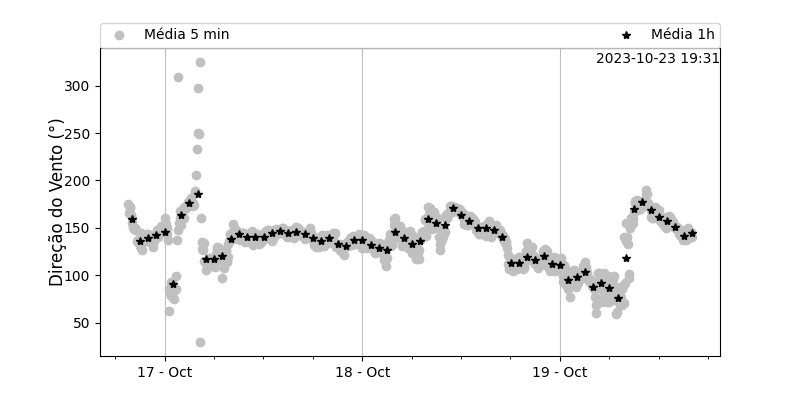 Média 5 min
Média 1h
2023-10-23 19:31
Direção do Vento (°)
300
250
200
150
100
50
17 - Oct
18 - Oct
19 - Oct